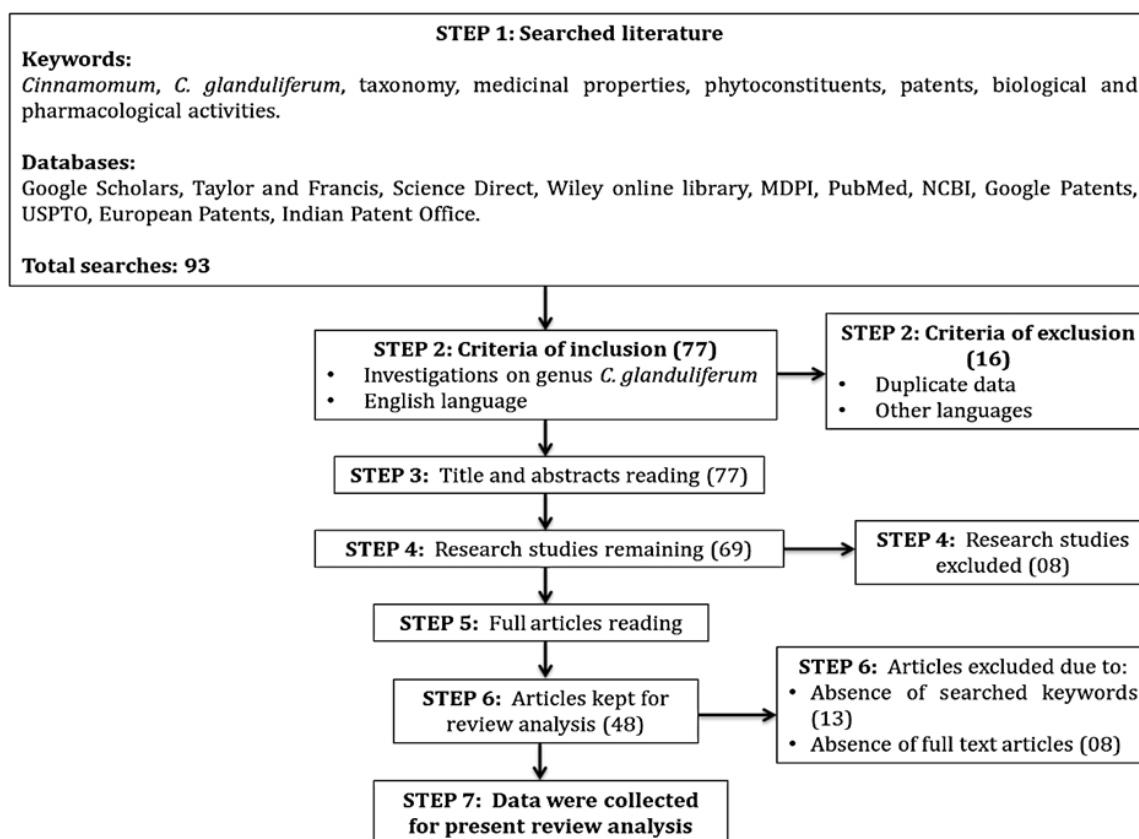 STEP 1: Searched literature
Keywords:
Cinnamomum, C. glanduliferum, taxonomy, medicinal properties, phytoconstituents, patents, biological and
pharmacological activities.
Databases:
Google Scholars, Taylor and Francis, Science Direct, Wiley online library, MDPI, PubMed, NCBI, Google Patents,
USPTO, European Patents, Indian Patent Office.
Total searches: 93
STEP 2: Criteria of inclusion (77)
• Investigations on genus C. glanduliferum
• English language
STEP 2: Criteria of exclusion
(16)
• Duplicate data
• Other languages
STEP 3: Title and abstracts reading (77)
STEP 4: Research studies remaining (69)
STEP 4: Research studies
excluded (08)
STEP 5: Full articles reading
STEP 6: Articles kept for
review analysis (48)
STEP 6: Articles excluded due to:
• Absence of searched keywords
(13)
• Absence of full text articles (08)
STEP 7: Data were collected
for present review analysis